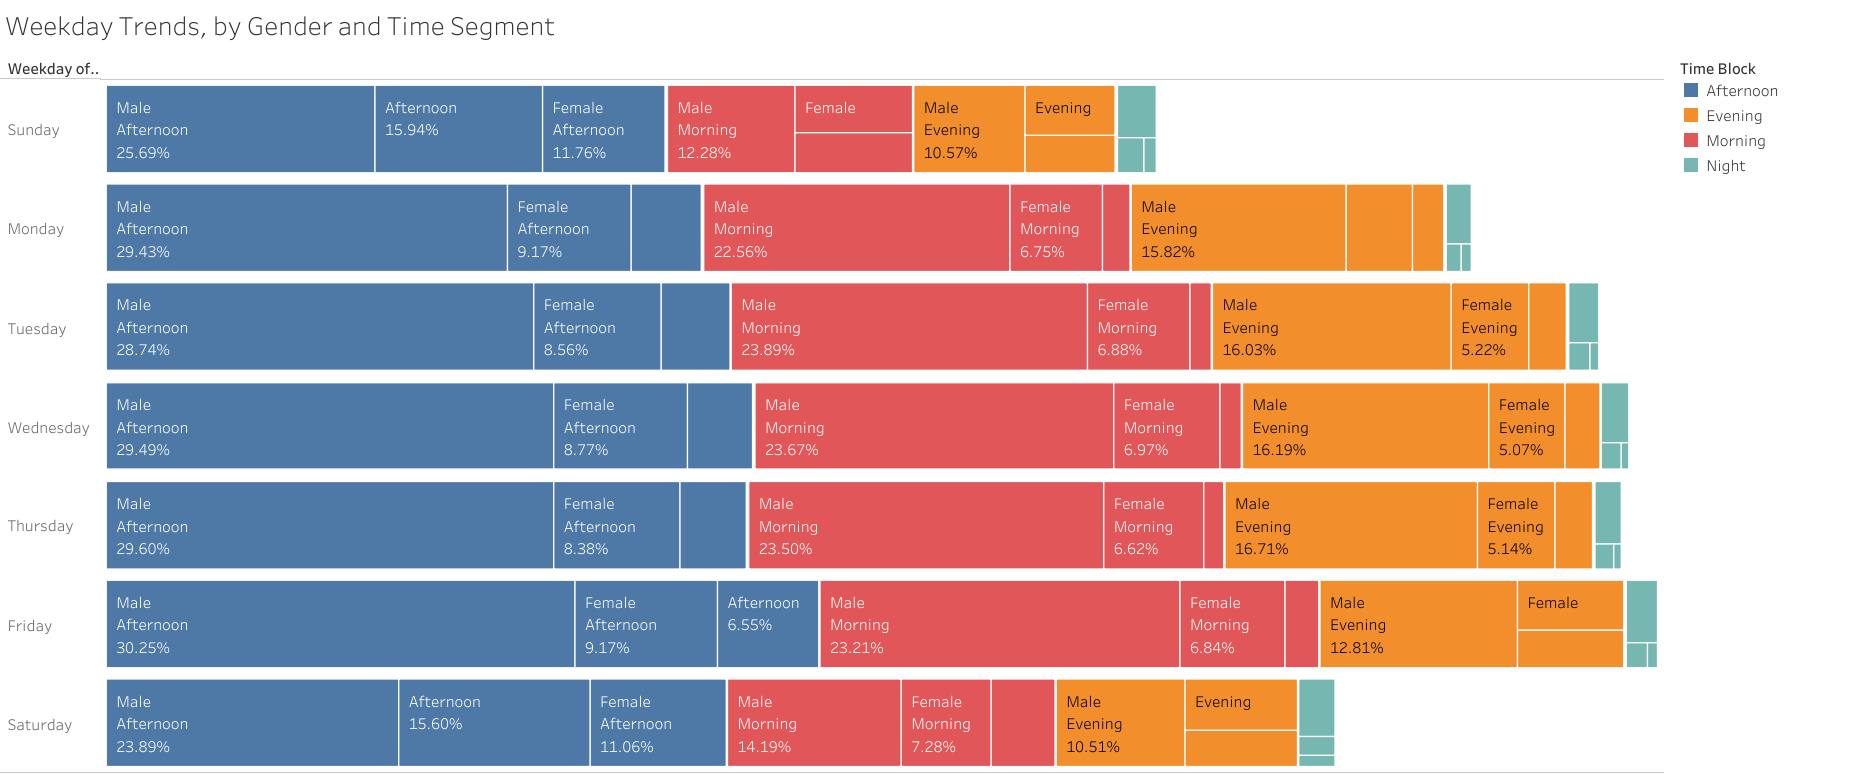 Weekday Trends, by Gender and Time Segment
Weekday of..
Time Block
Afternoon
Evening
Morning
Night
Sunday
Male
Afternoon
25.69%
Afternoon
15.94%
Female
Afternoon
11.76%
Male
Morning
12.28%
Female
Male
Evening
10.57%
Evening
Monday
Male
Afternoon
29.43%
Female
Afternoon
9.17%
Male
Morning
22.56%
Female
Morning
6.75%
Male
Evening
15.82%
Tuesday
Male
Afternoon
28.74%
Female
Afternoon
8.56%
Male
Morning
23.89%
Female
Morning
6.88%
Male
Evening
16.03%
Female
Evening
5.22%
Wednesday
Male
Afternoon
29.49%
Female
Afternoon
8.77%
Male
Morning
23.67%
Female
Morning
6.97%
Male
Evening
16.19%
Female
Evening
5.07%
Thursday
Male
Afternoon
29.60%
Female
Afternoon
8.38%
Male
Morning
23.50%
Female
Morning
6.62%
Male
Evening
16.71%
Female
Evening
5.14%
Friday
Male
Afternoon
30.25%
Female
Afternoon
9.17%
Afternoon
6.55%
Male
Morning
23.21%
Female
Morning
6.84%
Male
Evening
12.81%
Female
Saturday
Male
Afternoon
23.89%
Afternoon
15.60%
Female
Afternoon
11.06%
Male
Morning
14.19%
Female
Morning
7.28%
Male
Evening
10.51%
Evening